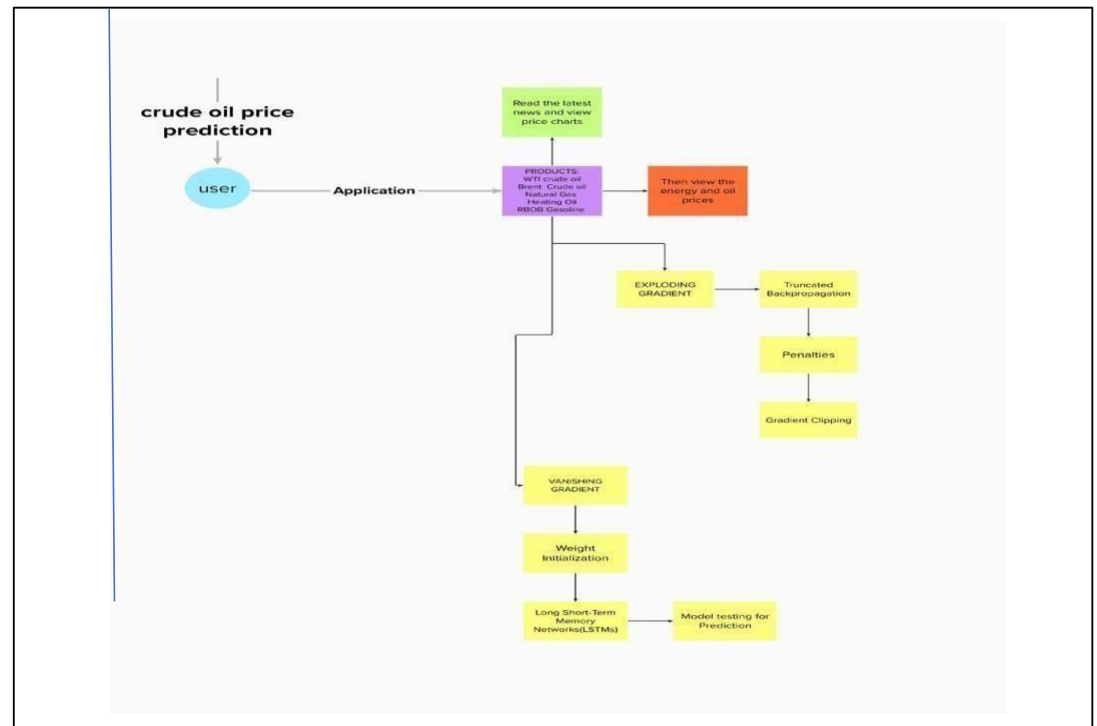 crude oil price
prediction
user
Application
Read the latest
news and view
price charts
PRODUCTS:
WTI crude oil
Brent Crude oil
Natural Gas
Heating Oil
RBOB Gasoline
Then view the
energy and oil
prices
EXPLODING
GRADIENT
Truncated
Backpropagation
Penalties
Gradient Clipping
VANISHING
GRADIENT
Weight
Initialization
Long Short-Term
Memory
Networks(LSTMs)
Model testing for
Prediction